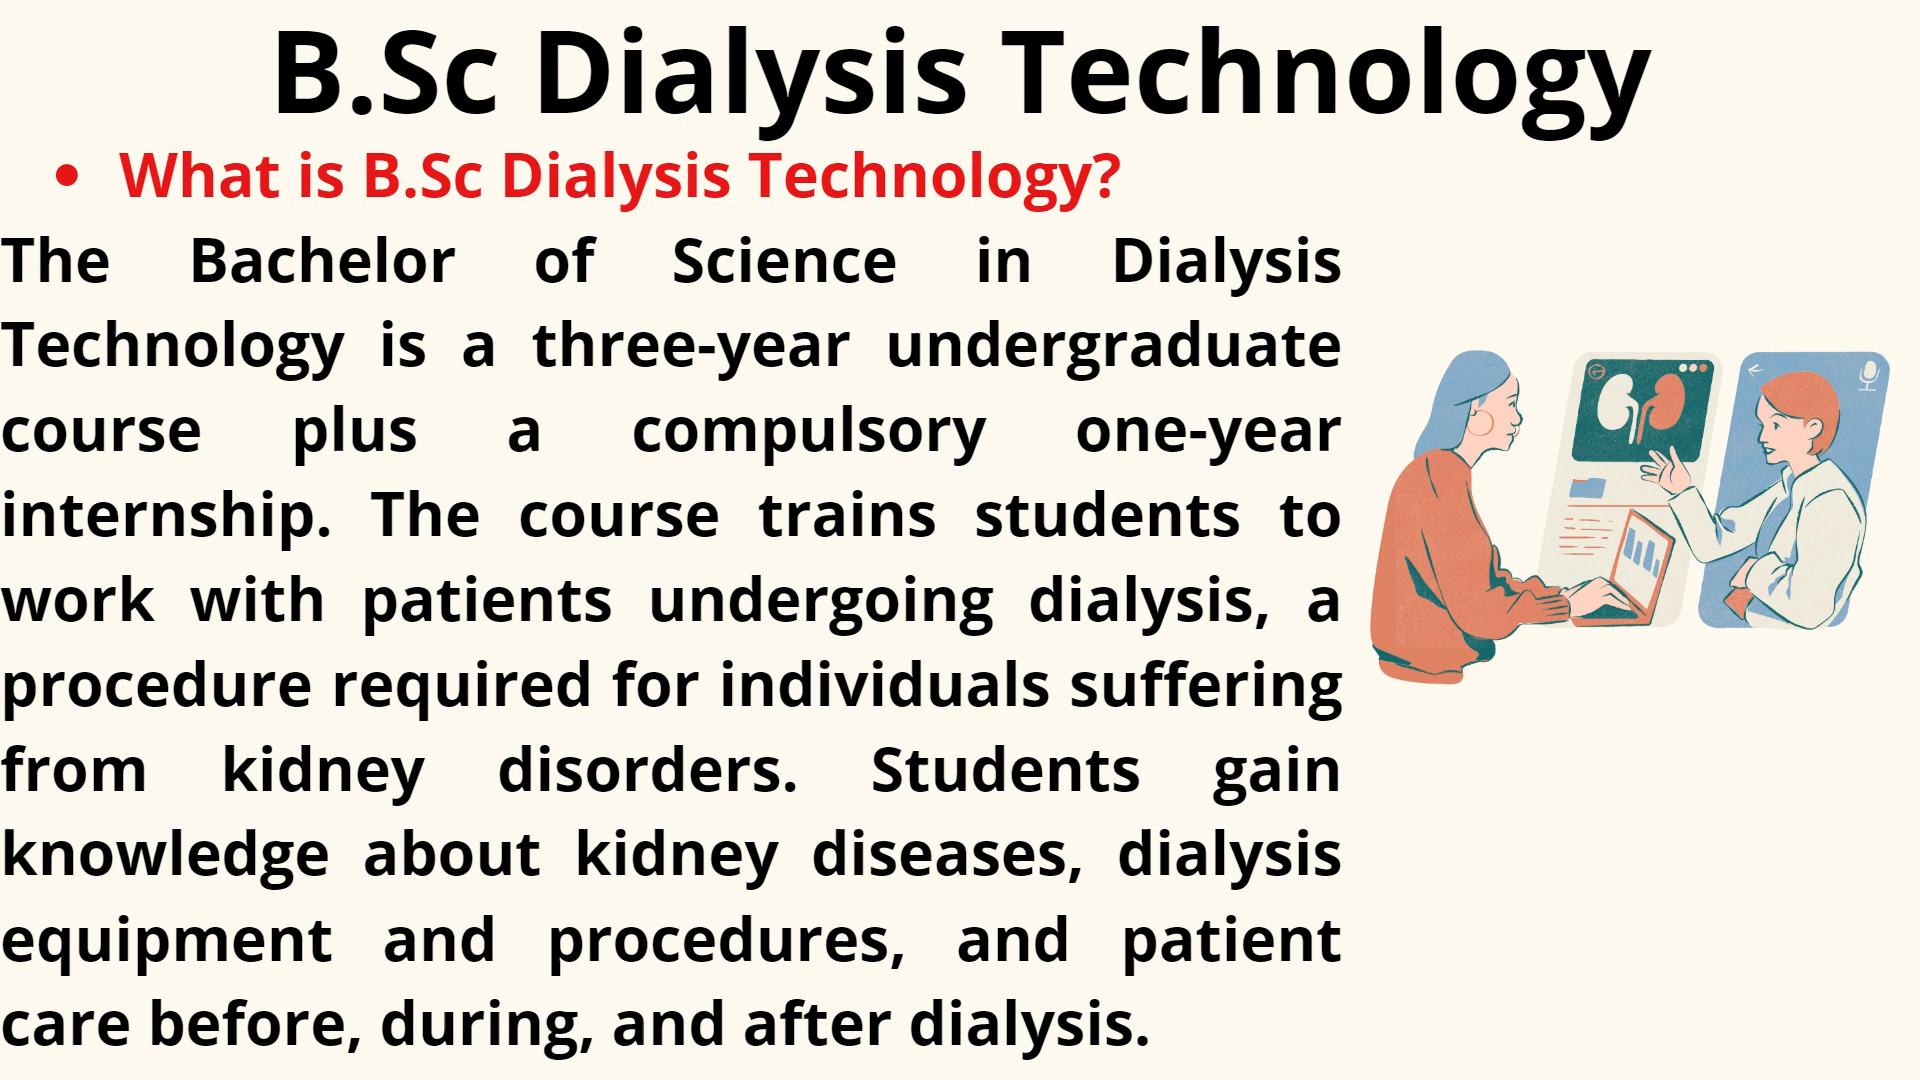 B.Sc Dialysis Technology
• What is B.Sc Dialysis Technology?
The Bachelor of Science in Dialysis
Technology is a three-year undergraduate
course plus a compulsory one-year
internship. The course trains students to
work with patients undergoing dialysis, a
procedure required for individuals suffering
from kidney disorders. Students gain
knowledge about kidney diseases, dialysis
equipment and procedures, and patient
care before, during, and after dialysis.